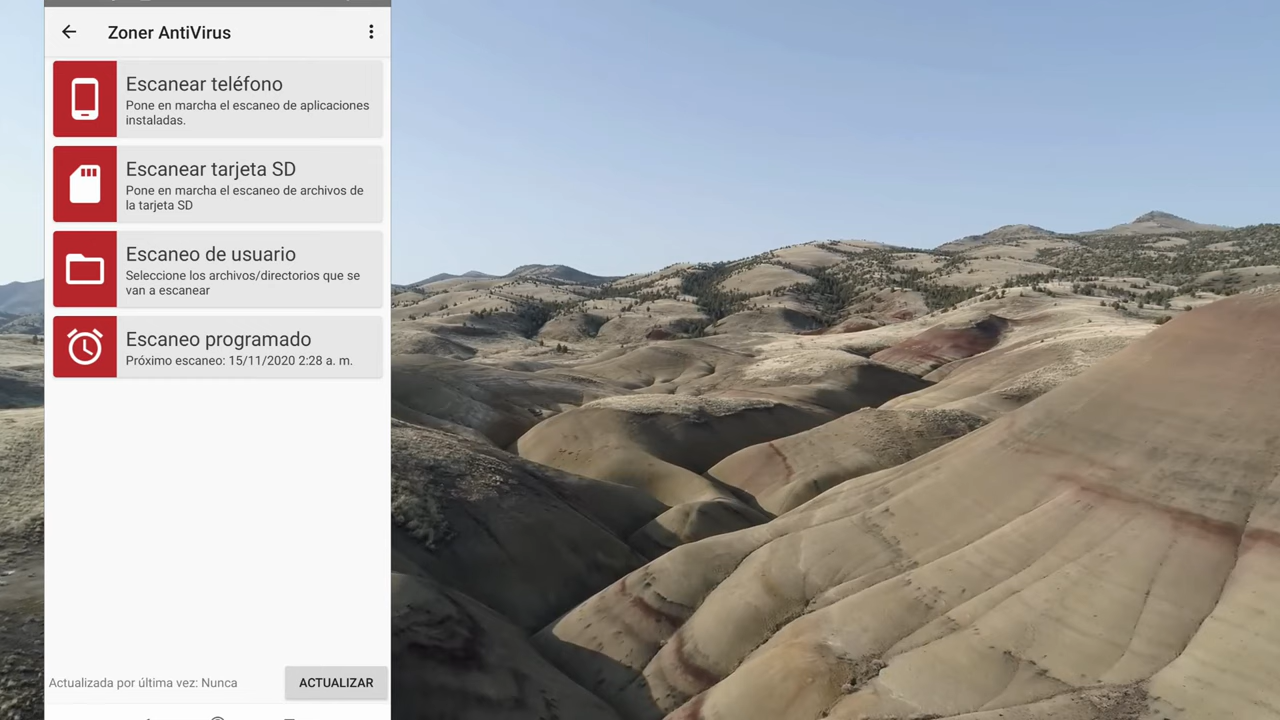 Zoner AntiVirus
Escanear teléfono
Pone en marcha el escaneo de aplicaciones
instaladas.
Escanear tarjeta SD
Pone en marcha el escaneo de archivos de
la tarjeta SD
Escaneo de usuario
Seleccione los archivos/directorios que se
van a escanear
Escaneo programado
Próximo escaneo: 15/11/2020 2:28 a. m.
Actualizada por última vez: Nunca
ACTUALIZAR